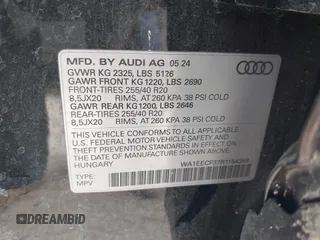 MFD. BY AUDI AG 05 24
GVWR KG 2325, LBS 5126
GAWR FRONT KG 1220, LBS 2690
FRONT-TIRES 255/40 R20
8,5JX20 RIMS, AT 260 KPA 38 PSI COLD
GAWR REAR KG1200, LBS 2646
REAR-TIRES 255/40 R20
8,5JX20 RIMS, AT 260 KPA 38 PSI COLD
THIS VEHICLE CONFORMS TO ALL
APPLICABLE FEDERAL MOTOR
VEHICLE SAFETY AND THEFT
PREVENTION STANDARDS IN
EFFECT ON THE DATE OF
MANUFACTURE SHOWN ABOVE
HUNGARY
TYPE:
MPV
DREAMBID